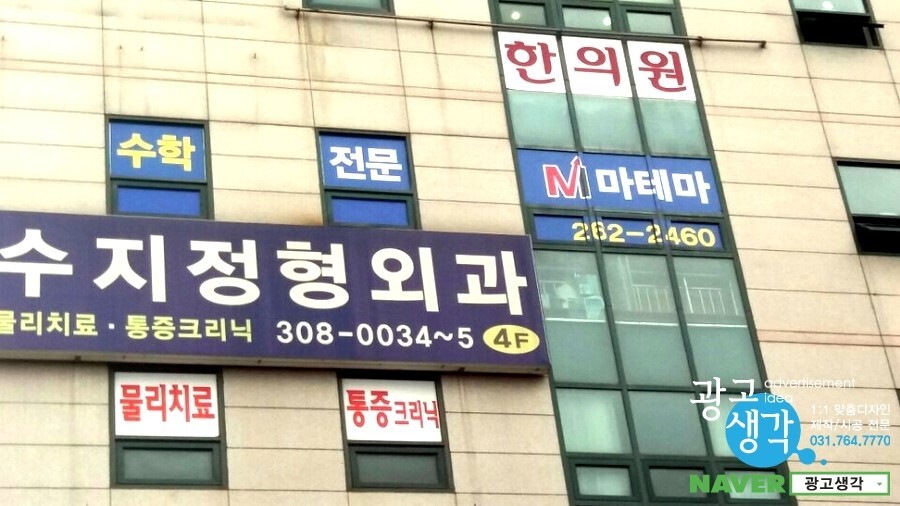 한의원
수학 전문
M 마테마
262-2460
수지정형외과
물리치료 · 통증크리닉 308-0034~5 4F
물리치료 통증크리닉
광고 advertisement
idea
생각 1:1 맞춤디자인
제작/시공 전문
031.764.7770
NAVER 광고생각